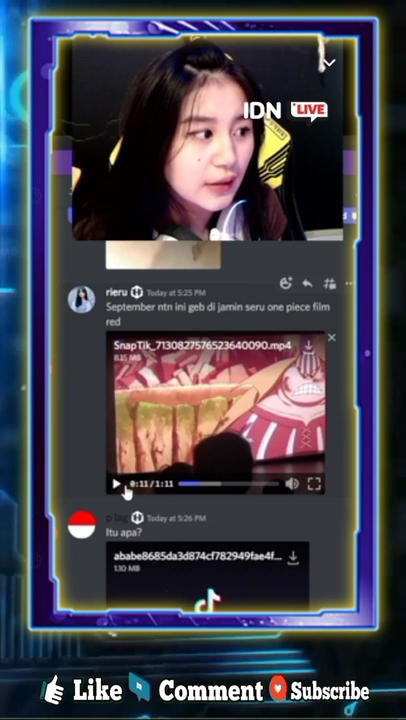 IDN LIVE
rieru Today at 5:25 PM
September ntn ini geb di jamin seru one piece film
red
SnapTik_7130827576523640090.mp4
8.15 MB
0:11 / 1:11
Today at 5:26 PM
Itu apa?
ababe8685da3d874cf782949fae4f...
1.10 MB
Like Comment Subscribe